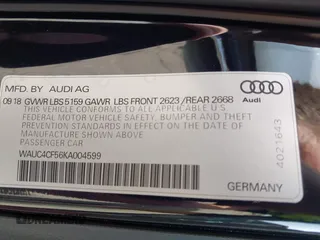 MFD. BY AUDI AG
09.18 GVWR LBS 5159 GAWR LBS FRONT 2623 /REAR 2668
THIS VEHICLE CONFORMS TO ALL APPLICABLE U.S.
FEDERAL MOTOR VEHICLE SAFETY, BUMPER AND THEFT
PREVENTION STANDARDS IN EFFECT ON THE DATE OF
MANUFACTURE SHOWN ABOVE.
PASSENGER CAR
WAUC4CF56KA004599
GERMANY
Audi
4021643